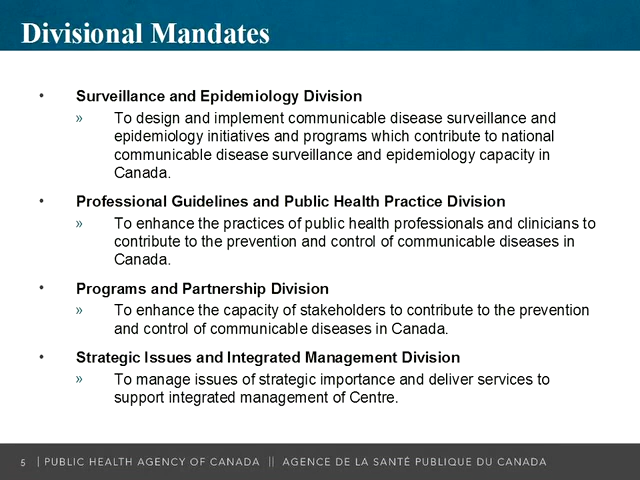 Divisional Mandates
• Surveillance and Epidemiology Division
» To design and implement communicable disease surveillance and
epidemiology initiatives and programs which contribute to national
communicable disease surveillance and epidemiology capacity in
Canada.
• Professional Guidelines and Public Health Practice Division
» To enhance the practices of public health professionals and clinicians to
contribute to the prevention and control of communicable diseases in
Canada.
• Programs and Partnership Division
» To enhance the capacity of stakeholders to contribute to the prevention
and control of communicable diseases in Canada.
• Strategic Issues and Integrated Management Division
» To manage issues of strategic importance and deliver services to
support integrated management of Centre.
5 | PUBLIC HEALTH AGENCY OF CANADA || AGENCE DE LA SANTÉ PUBLIQUE DU CANADA